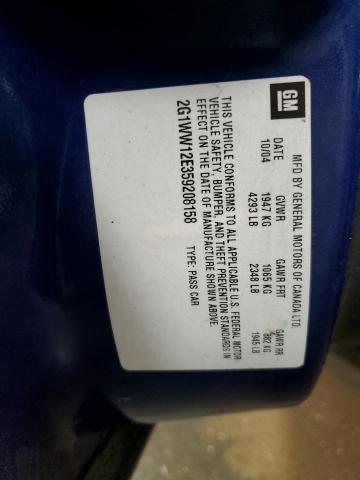 GM
MFD BY GENERAL MOTORS OF CANADA LTD.
DATE GVWR GAWR FRT GAWR RR
10/04 1947 KG 1065 KG 882 KG
4293 LB 2348 LB 1945 LB
THIS VEHICLE CONFORMS TO ALL APPLICABLE U.S. FEDERAL MOTOR
VEHICLE SAFETY, BUMPER, AND THEFT PREVENTION STANDARDS IN
EFFECT ON THE DATE OF MANUFACTURE SHOWN ABOVE.
2G1WW12E359208158 TYPE: PASS CAR